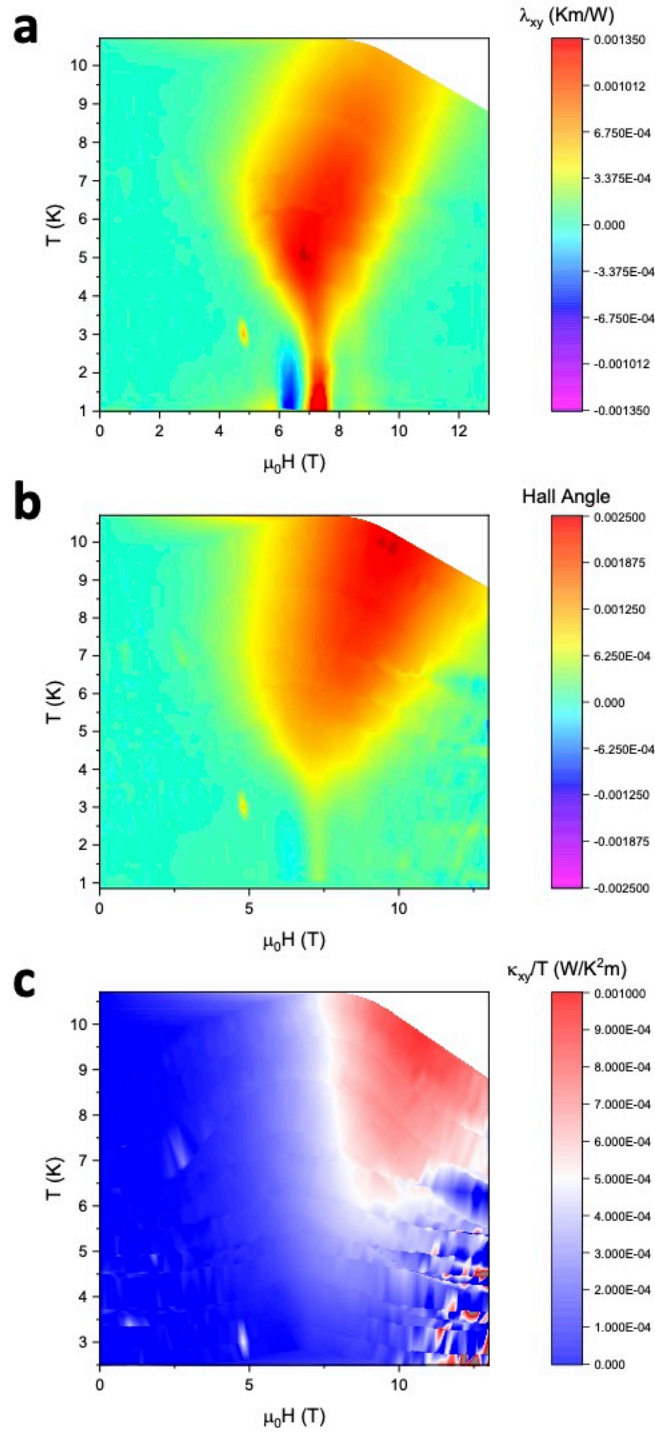 a
λxy (Km/W)
10
9
8
7
6
5
4
3
2
1
T (K)
0 2 4 6 8 10 12
μ0H (T)
0.001350
0.001012
6.750E-04
3.375E-04
0.000
-3.375E-04
-6.750E-04
-0.001012
-0.001350
b
Hall Angle
10
9
8
7
6
5
4
3
2
1
T (K)
0 5 10
μ0H (T)
0.002500
0.001875
0.001250
6.250E-04
0.000
-6.250E-04
-0.001250
-0.001875
-0.002500
c
κxy/T (W/K²m)
10
9
8
7
6
5
4
3
T (K)
0 5 10
μ0H (T)
0.001000
9.000E-04
8.000E-04
7.000E-04
6.000E-04
5.000E-04
4.000E-04
3.000E-04
2.000E-04
1.000E-04
0.000